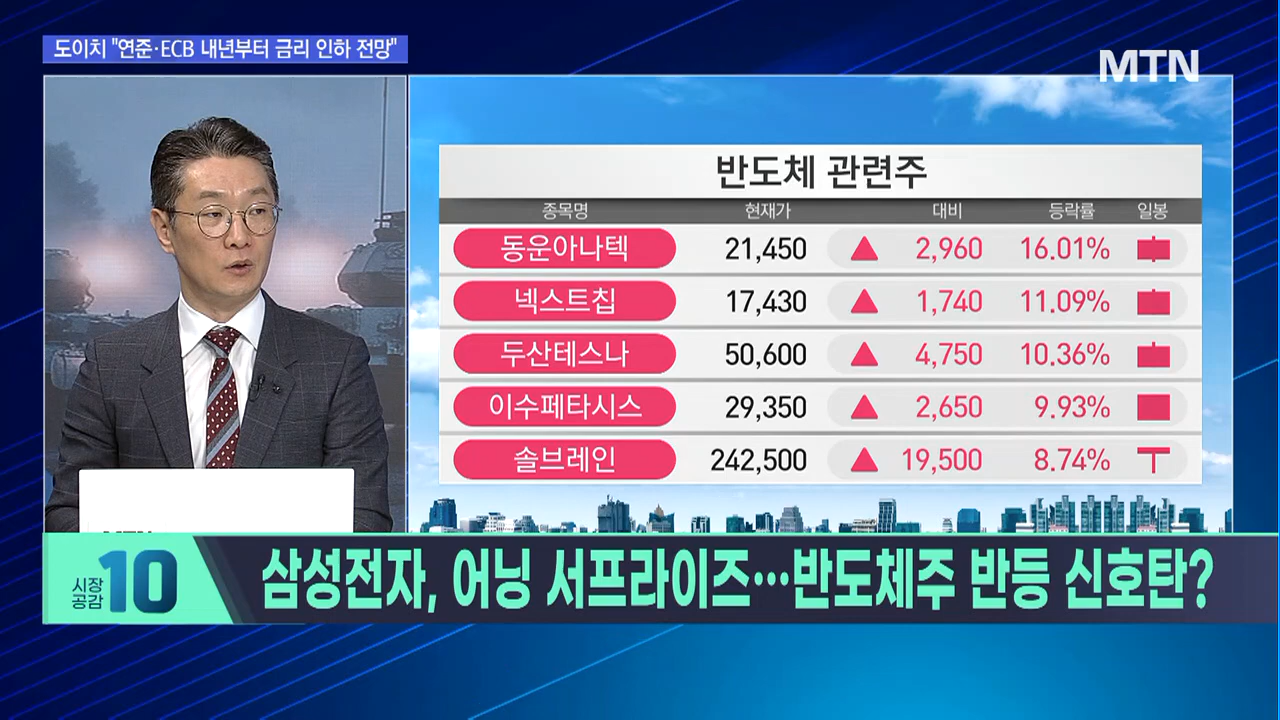 도이치 "연준·ECB 내년부터 금리 인하 전망"
MTN
반도체 관련주
종목명 현재가 대비 등락률 일봉
동운아나텍 21,450 ▲ 2,960 16.01%
넥스트칩 17,430 ▲ 1,740 11.09%
두산테스나 50,600 ▲ 4,750 10.36%
이수페타시스 29,350 ▲ 2,650 9.93%
솔브레인 242,500 ▲ 19,500 8.74%
시장
공감
10
삼성전자, 어닝 서프라이즈…반도체주 반등 신호탄?